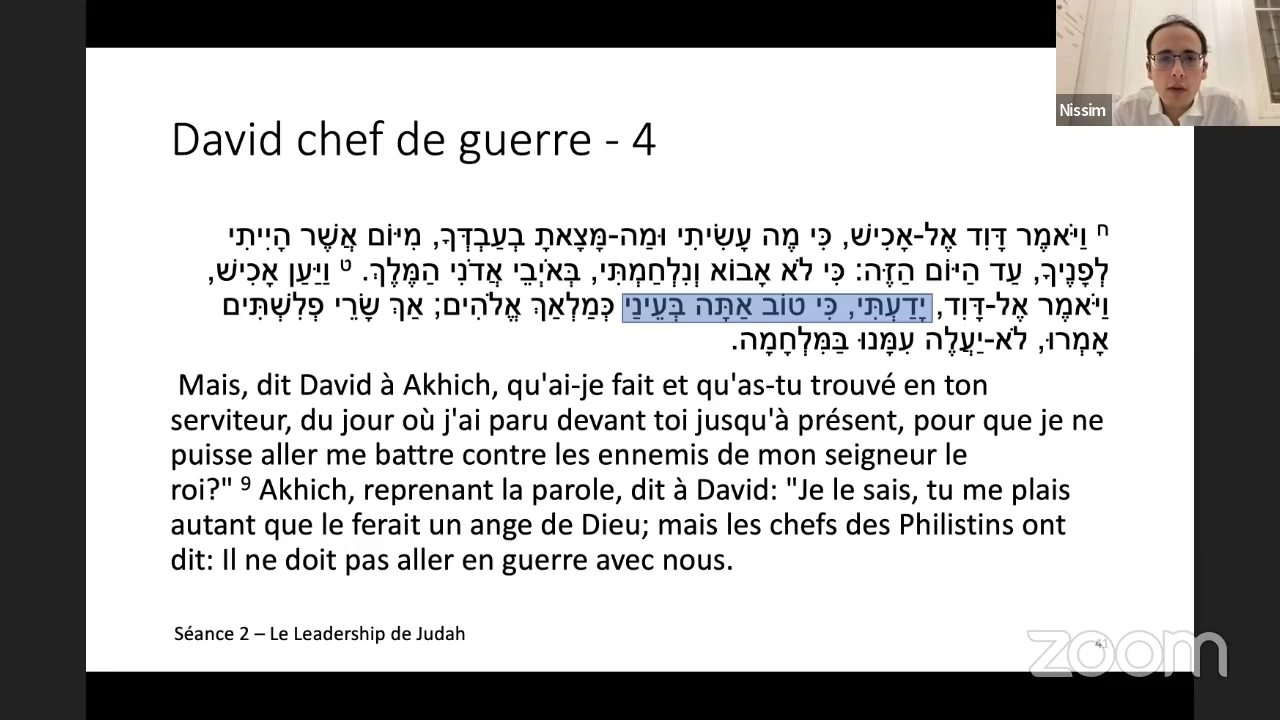 Nissim
David chef de guerre - 4
ח וַיֹּאמֶר דָּוִד אֶל-אָכִישׁ, כִּי מֶה עָשִׂיתִי וּמַה-מָּצָאתָ בְעַבְדְּךָ, מִיּוֹם אֲשֶׁר הָיִיתִי
לְפָנֶיךָ, עַד הַיּוֹם הַזֶּה: כִּי לֹא אָבוֹא וְנִלְחַמְתִּי, בְּאֹיְבֵי אֲדֹנִי הַמֶּלֶךְ. ט וַיַּעַן אָכִישׁ,
וַיֹּאמֶר אֶל-דָּוִד, יָדַעְתִּי, כִּי טוֹב אַתָּה בְּעֵינַי כְּמַלְאַךְ אֱלֹהִים; אַךְ שָׂרֵי פְלִשְׁתִּים
אָמְרוּ, לֹא-יַעֲלֶה עִמָּנוּ בַּמִּלְחָמָה.
Mais, dit David à Akhich, qu'ai-je fait et qu'as-tu trouvé en ton
serviteur, du jour où j'ai paru devant toi jusqu'à présent, pour que je ne
puisse aller me battre contre les ennemis de mon seigneur le
roi?" 9 Akhich, reprenant la parole, dit à David: "Je le sais, tu me plais
autant que le ferait un ange de Dieu; mais les chefs des Philistins ont
dit: Il ne doit pas aller en guerre avec nous.
Séance 2 – Le Leadership de Judah
41
zoom